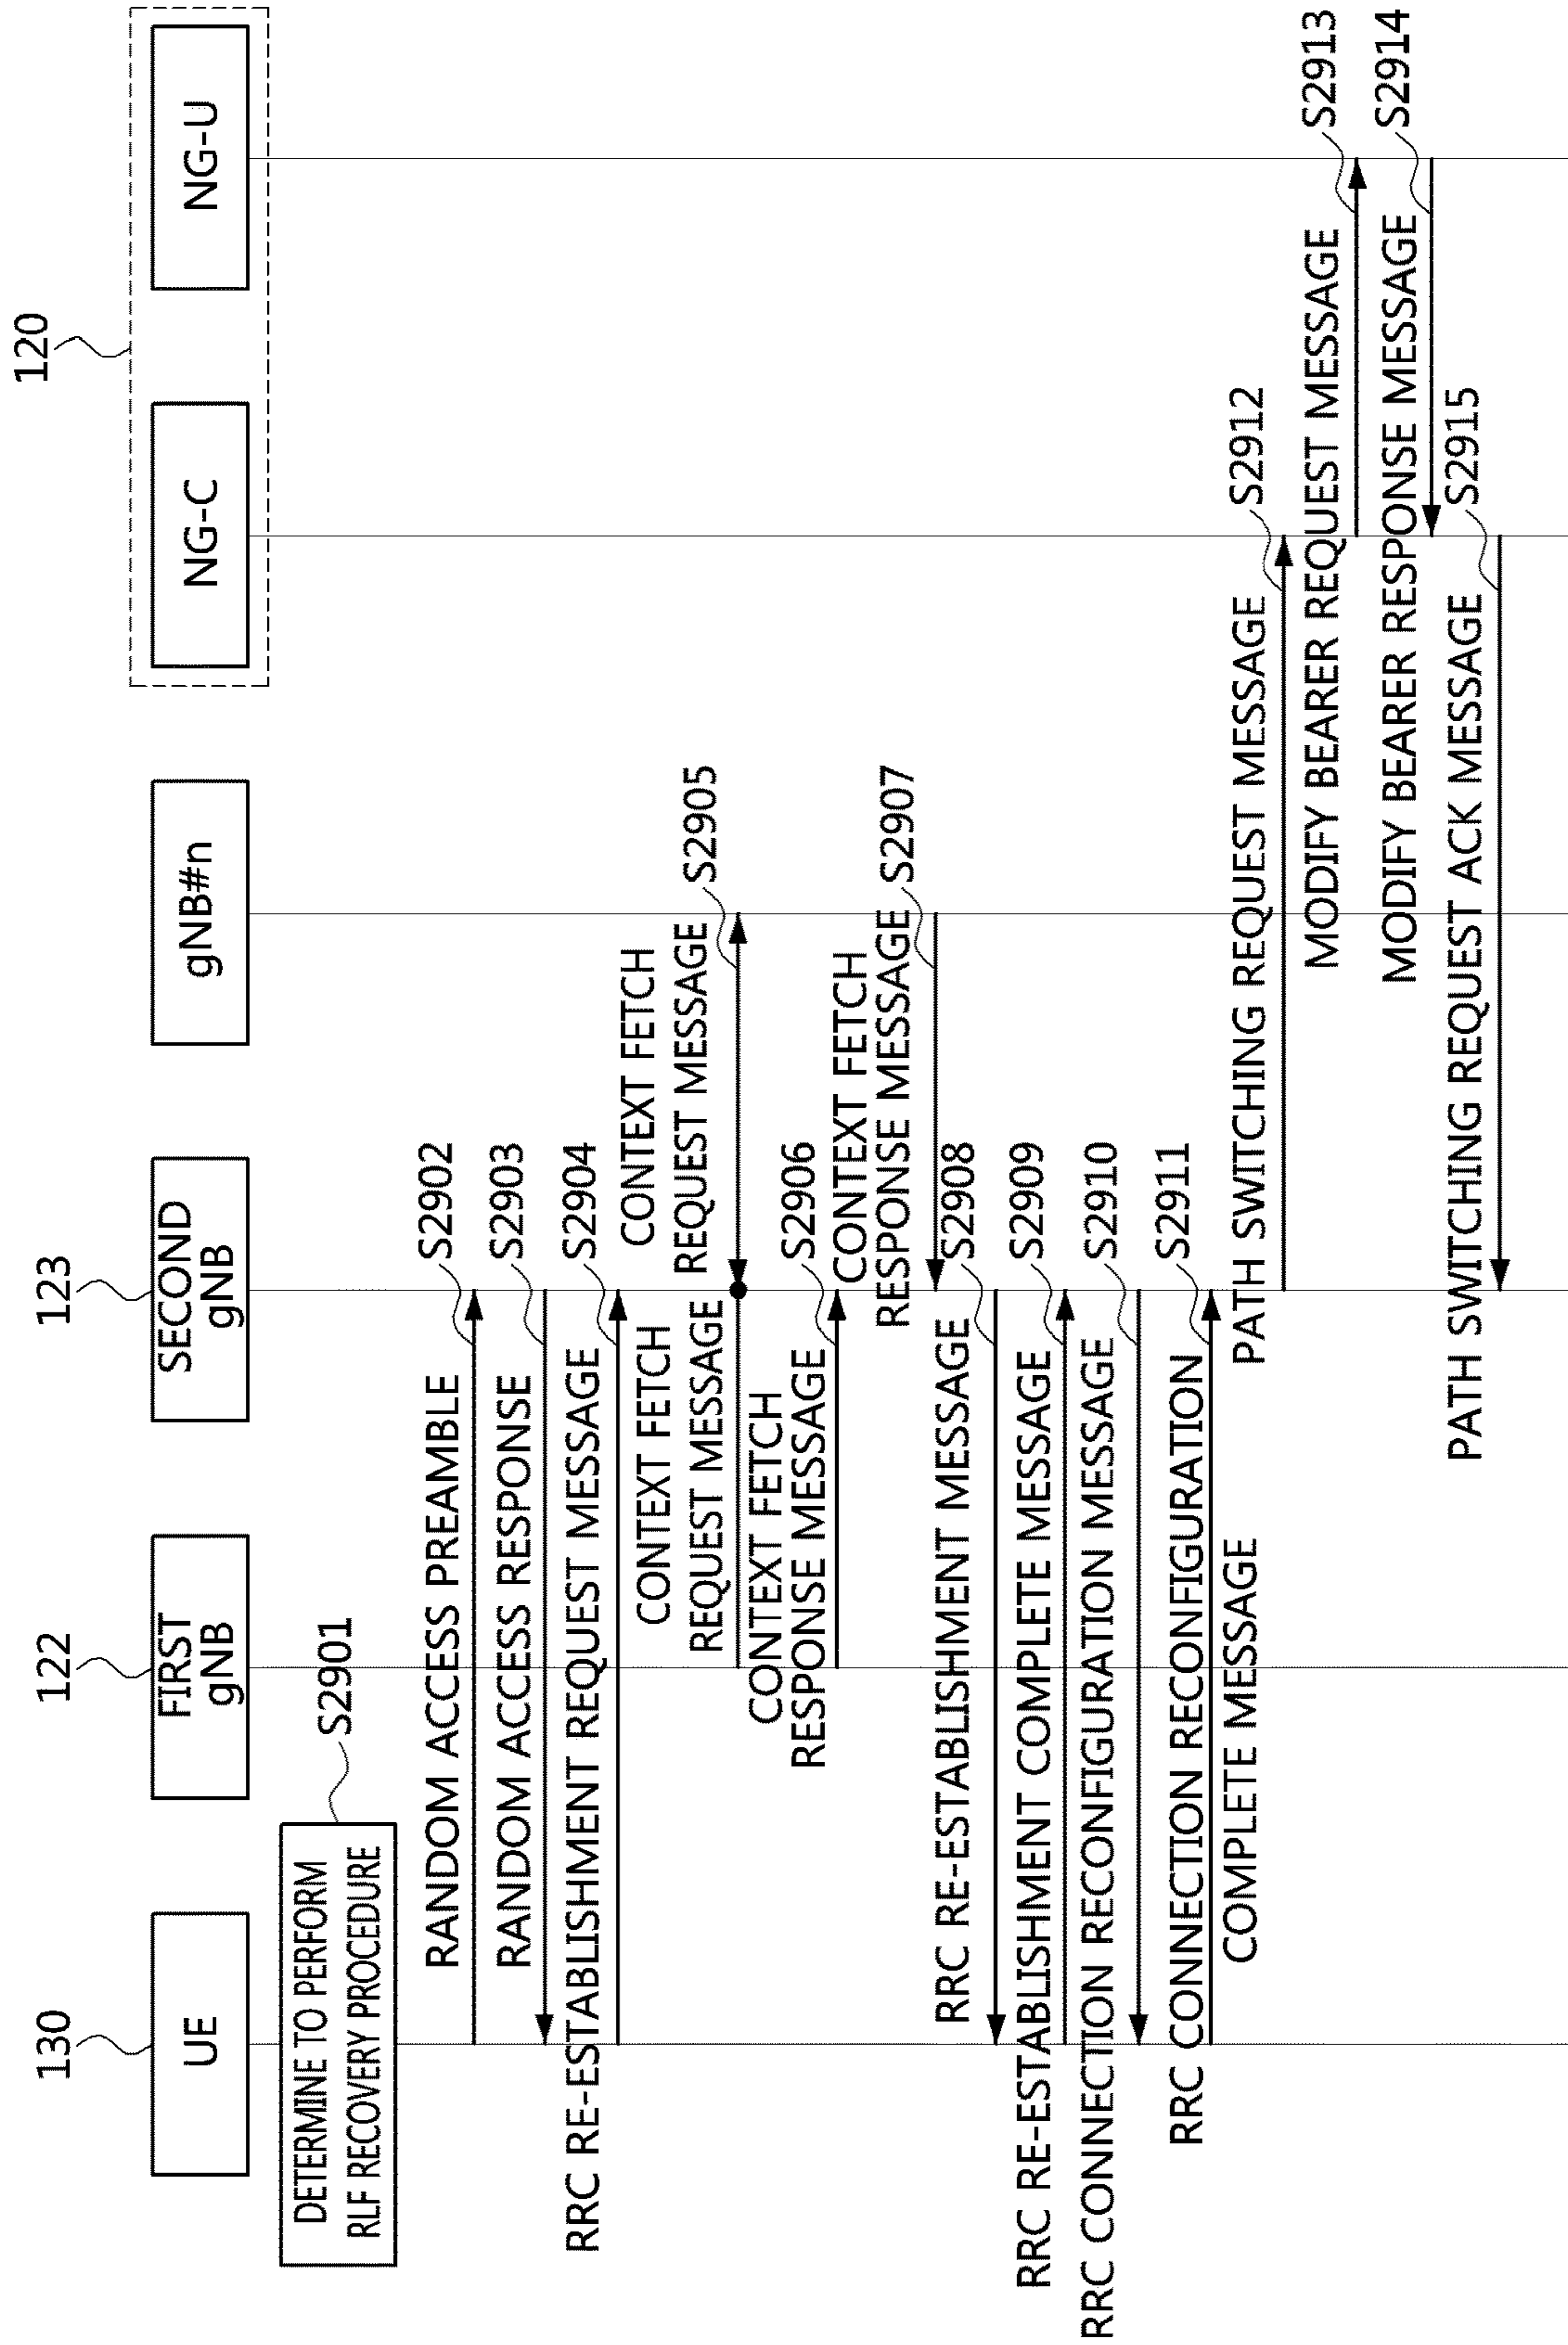 120
130
122
123
UE
FIRST
gNB
SECOND
gNB
gNB#n
NG-C
NG-U
DETERMINE TO PERFORM
RLF RECOVERY PROCEDURE
S2901
RANDOM ACCESS PREAMBLE
S2902
RANDOM ACCESS RESPONSE
S2903
RRC RE-ESTABLISHMENT REQUEST MESSAGE
S2904
CONTEXT FETCH
REQUEST MESSAGE
CONTEXT FETCH
REQUEST MESSAGE
S2905
CONTEXT FETCH
RESPONSE MESSAGE
S2906
CONTEXT FETCH
RESPONSE MESSAGE
S2907
RRC RE-ESTABLISHMENT MESSAGE
S2908
RRC RE-ESTABLISHMENT COMPLETE MESSAGE
S2909
RRC CONNECTION RECONFIGURATION MESSAGE
S2910
RRC CONNECTION RECONFIGURATION
COMPLETE MESSAGE
S2911
PATH SWITCHING REQUEST MESSAGE
S2912
MODIFY BEARER REQUEST MESSAGE
S2913
MODIFY BEARER RESPONSE MESSAGE
S2914
PATH SWITCHING REQUEST ACK MESSAGE
S2915